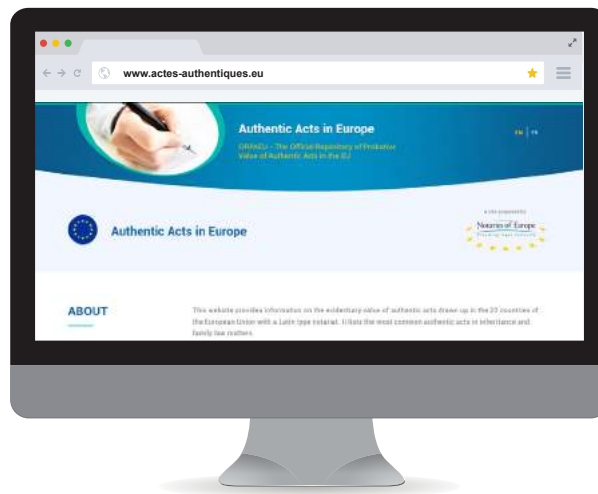 www.actes-authentiques.eu
Authentic Acts in Europe
EN | FR
ORPAEU - The Official Repository of Probative
Value of Authentic Acts in the EU
Authentic Acts in Europe
Notaries of Europe
ABOUT
This website provides information on the evidentiary value of authentic acts drawn up in the 22 countries of
the European Union with a Latin type notariat. It lists the most common authentic acts in inheritance and
family law matters.